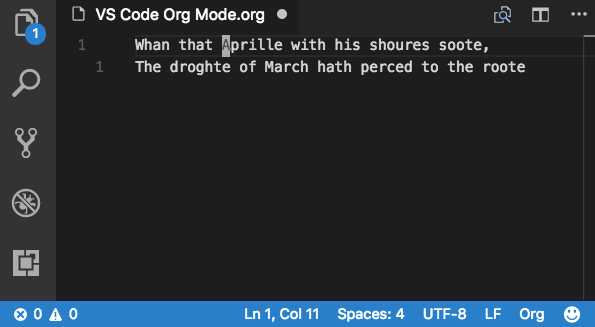 VS Code Org Mode.org
1
1 Whan that Aprille with his shoures soote,
1 The droghte of March hath perced to the roote
0 0 Ln 1, Col 11 Spaces: 4 UTF-8 LF Org